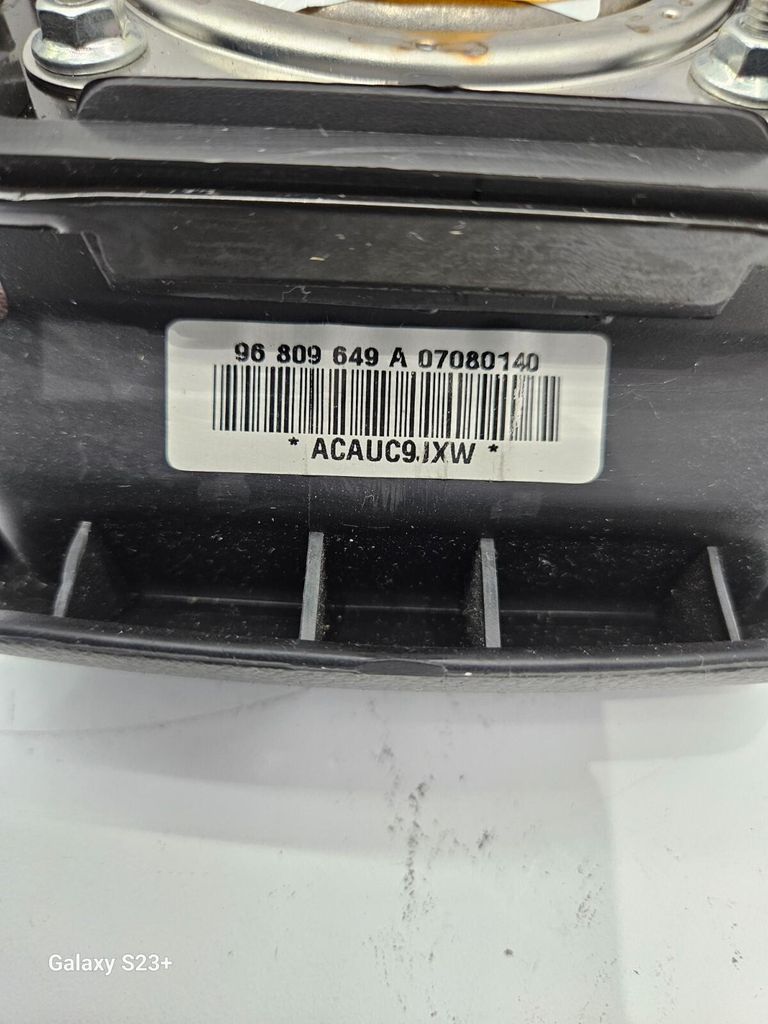 96 809 649 A 07080140
* ACAUC9JXW *
Galaxy S23+